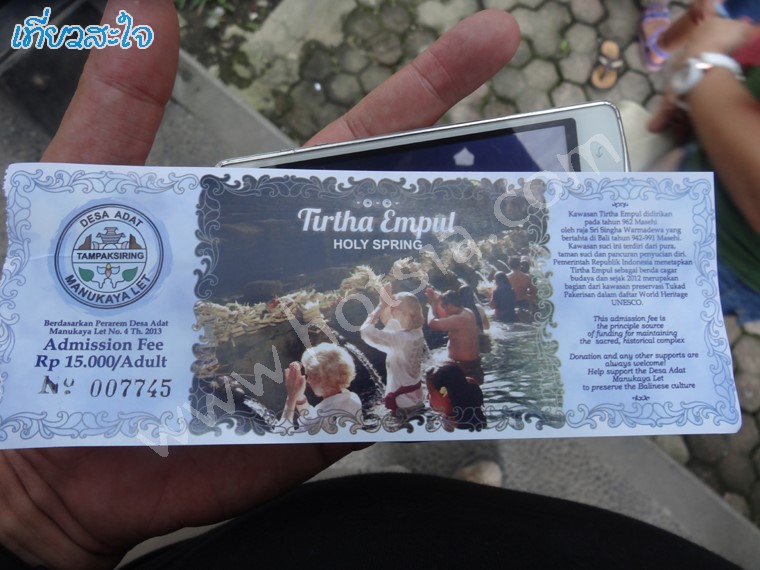 เที่ยวสะใจ
DESA ADAT
TAMPAKSIRING
MANUKAYA LET
Berdasarkan Perarem Desa Adat
Manukaya Let No. 4 Th. 2013
Admission Fee
Rp 15.000/Adult
No 007745
Tirtha Empul
HOLY SPRING
Kawasan Tirtha Empul didirikan
pada tahun 962 Masehi
oleh raja Sri Singha Warmadewa yang
bertahta di Bali tahun 942-991 Masehi.
Kawasan suci ini terdiri dari pura,
taman suci dan pancuran penyucian diri.
Pemerintah Republik Indonesia menetapkan
Tirtha Empul sebagai benda cagar
budaya dan sejak 2012 merupakan
bagian dari kawasan preservasi Tukad
Pakerisan dalam daftar World Heritage
UNESCO.
This admission fee is
the principle source
of funding for maintaining
the sacred, historical complex
Donation and any other supports are
always welcome!
Help support the Desa Adat
Manukaya Let
to preserve the Balinese culture
www.hotsia.com